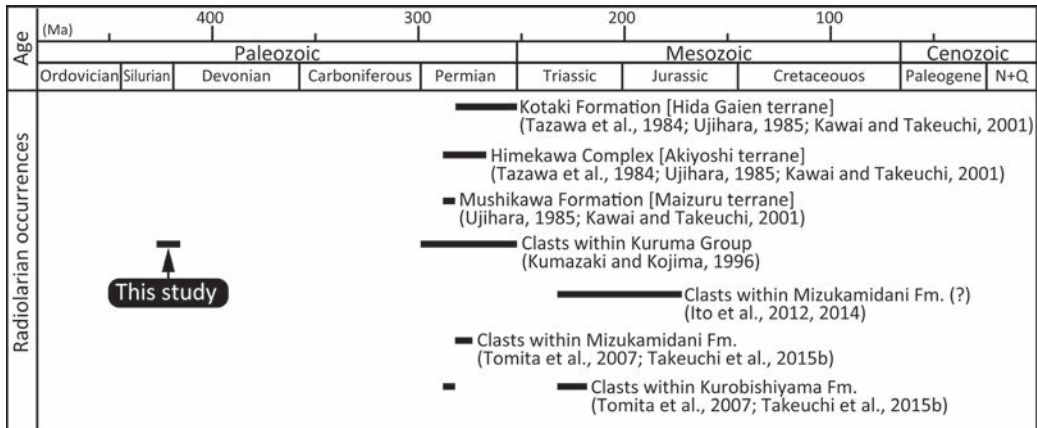 Age
(Ma) 400 300 200 100 0
Paleozoic Mesozoic Cenozoic
Ordovician Silurian Devonian Carboniferous Permian Triassic Jurassic Cretaceouos Paleogene N+Q
Radiolarian occurrences
Kotaki Formation [Hida Gaien terrane]
(Tazawa et al., 1984; Ujihara, 1985; Kawai and Takeuchi, 2001)
Himekawa Complex [Akiyoshi terrane]
(Tazawa et al., 1984; Ujihara, 1985; Kawai and Takeuchi, 2001)
Mushikawa Formation [Maizuru terrane]
(Ujihara, 1985; Kawai and Takeuchi, 2001)
Clasts within Kuruma Group
(Kumazaki and Kojima, 1996)
This study
Clasts within Mizukamidani Fm. (?)
(Ito et al., 2012, 2014)
Clasts within Mizukamidani Fm.
(Tomita et al., 2007; Takeuchi et al., 2015b)
Clasts within Kurobishiyama Fm.
(Tomita et al., 2007; Takeuchi et al., 2015b)